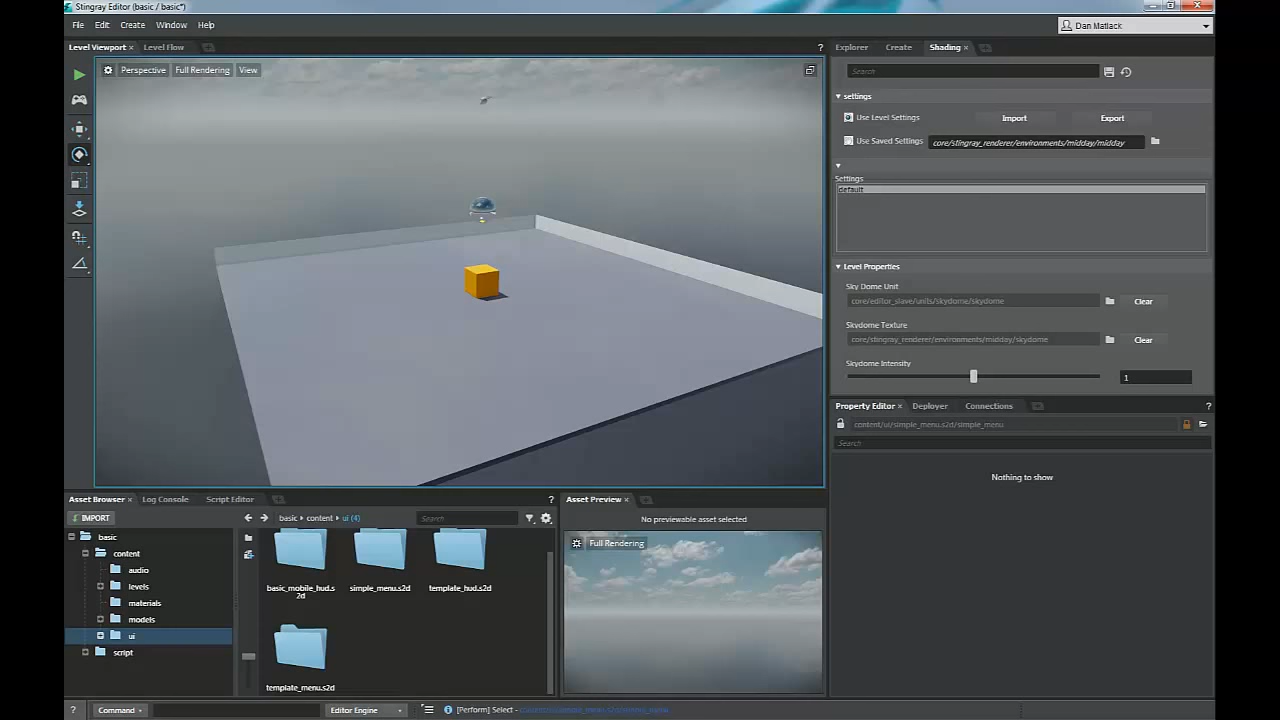 Stingray Editor (basic / basic*)
File Edit Create Window Help
Dan Matlack
Level Viewport × Level Flow
?
Explorer Create Shading ×
Perspective Full Rendering View
Search
settings
Use Level Settings Import Export
Use Saved Settings core/stingray_renderer/environments/midday/midday
Settings
default
Level Properties
Sky Dome Unit
core/editor_slave/units/skydome/skydome Clear
Skydome Texture
core/stingray_renderer/environments/midday/skydome Clear
Skydome Intensity
1
Property Editor × Deployer Connections ?
content/ui/simple_menu.s2d/simple_menu
Search
Nothing to show
Asset Browser × Log Console Script Editor ?
Asset Preview ×
IMPORT
basic content ui (4) Search
No previewable asset selected
Full Rendering
basic
content
audio
levels
materials
models
ui
script
basic_mobile_hud.s
2d
simple_menu.s2d
template_hud.s2d
template_menu.s2d
? Command Editor Engine [Perform] Select -